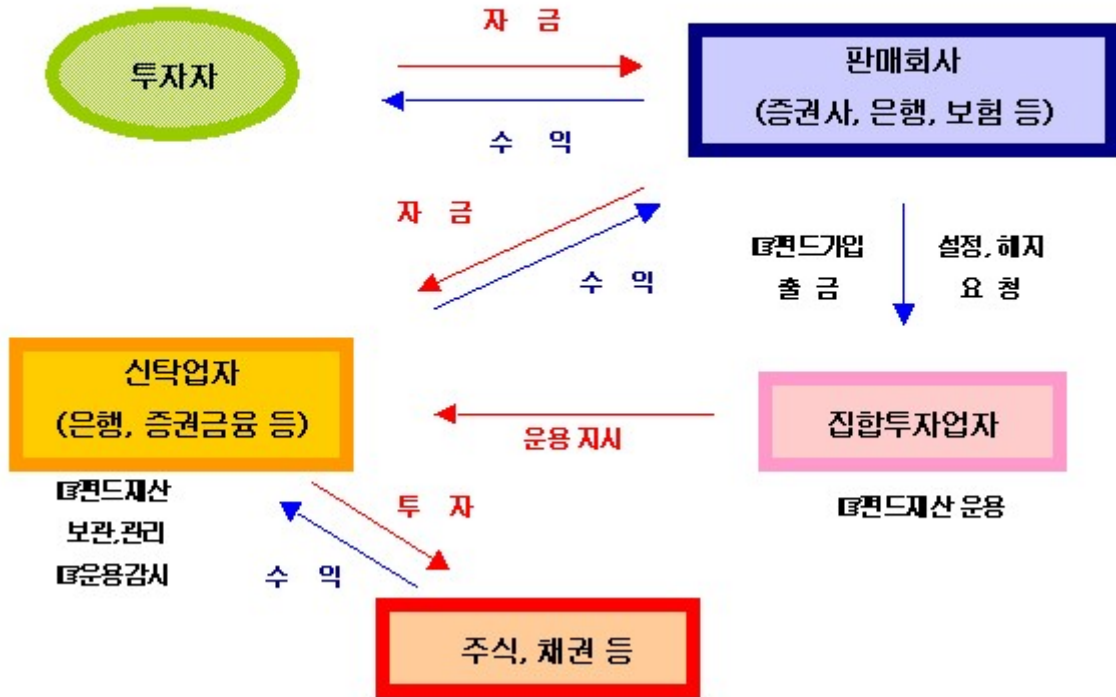 자 금
투자자
판매회사
(증권사, 은행, 보험 등)
수 익
자 금
수 익
☞펀드가입
출 금
설정, 해지
요 청
신탁업자
(은행, 증권금융 등)
운용 지시
집합투자업자
☞펀드재산
보관,관리
☞운용감시
투 자
수 익
☞펀드재산 운용
주식, 채권 등